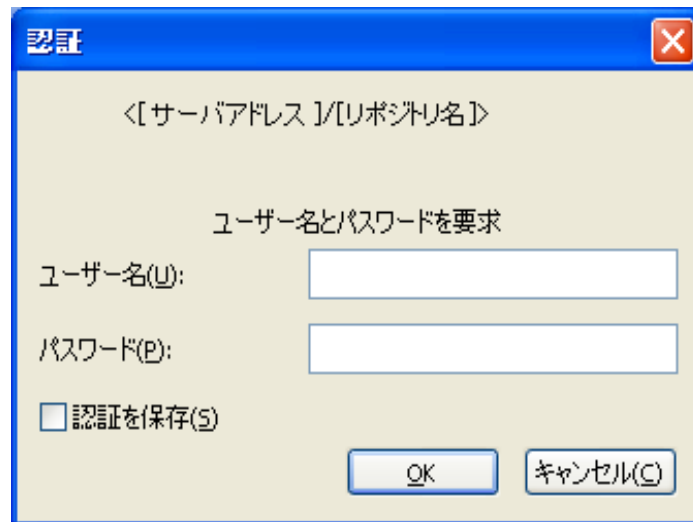 認証
<[サーバアドレス]/[リポジトリ名]>
ユーザー名とパスワードを要求
ユーザー名(U):
パスワード(P):
認証を保存(S)
OK
キャンセル(C)